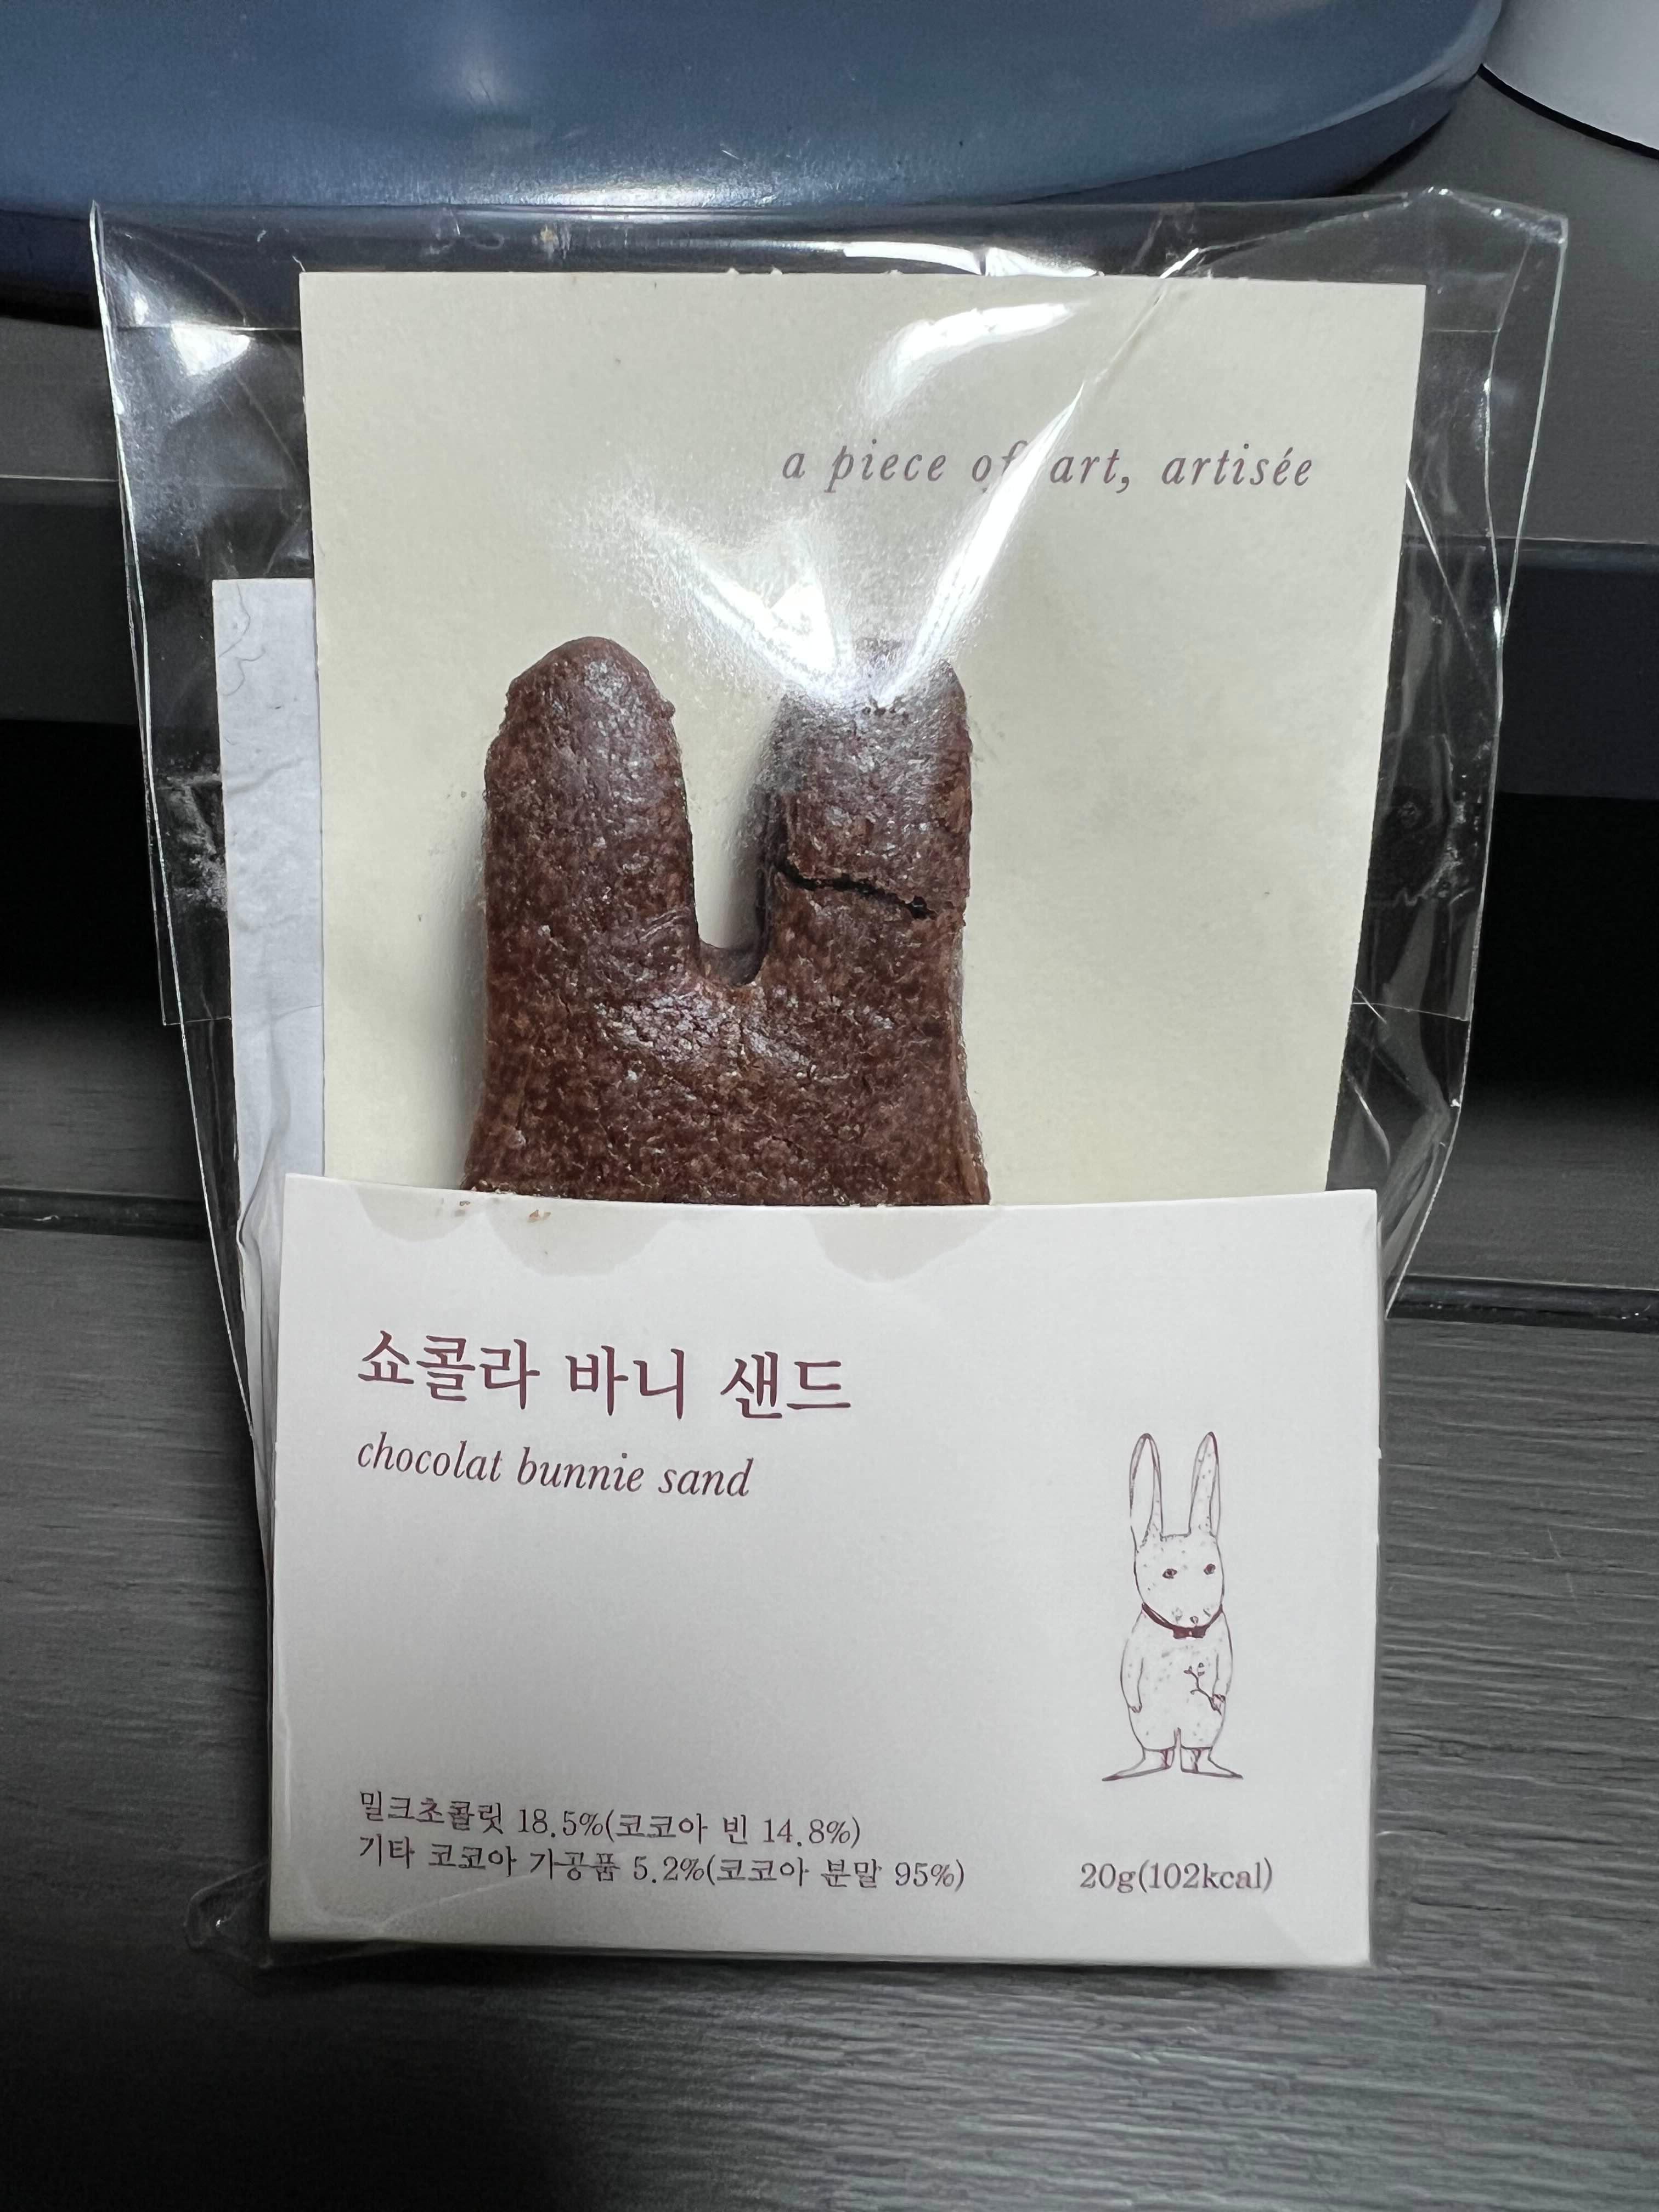 a piece of art, artisée
쇼콜라 바니 샌드
chocolat bunnie sand
밀크초콜릿 18.5%(코코아 빈 14.8%)
기타 코코아 가공품 5.2%(코코아 분말 95%)
20g(102kcal)